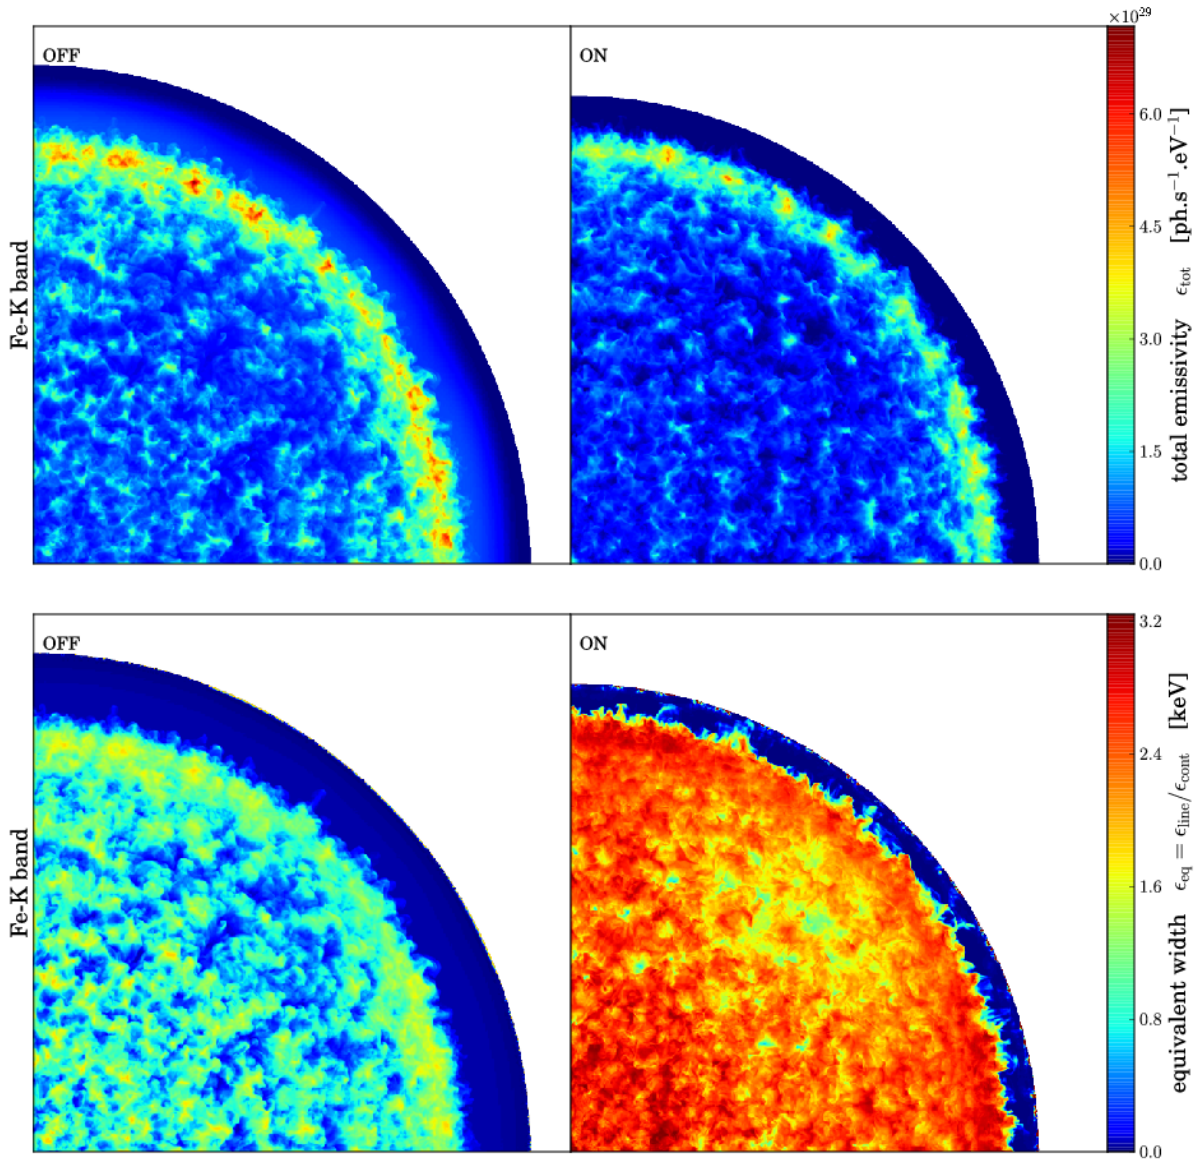 ×10²⁹
OFF
ON
Fe-K band
6.0
4.5
3.0
1.5
0.0
total emissivity ϵ_tot [ph.s⁻¹.eV⁻¹]
OFF
ON
Fe-K band
3.2
2.4
1.6
0.8
0.0
equivalent width ϵ_eq = ϵ_line/ϵ_cont [keV]